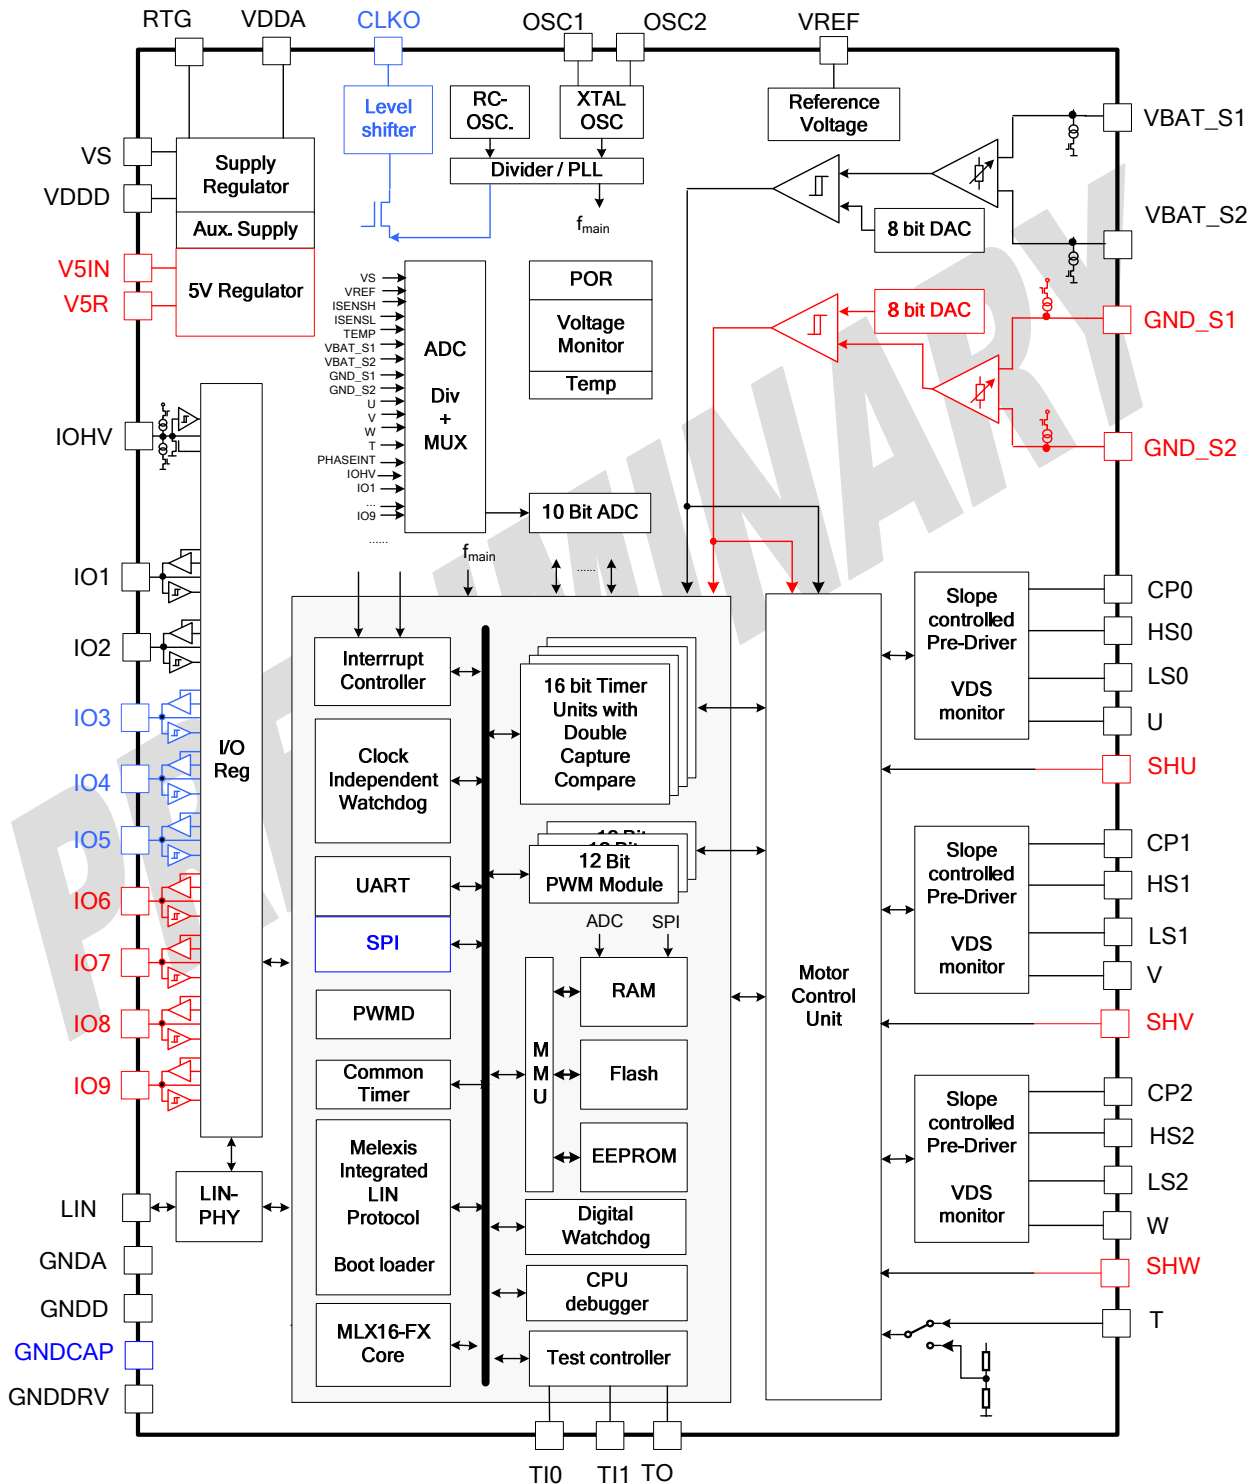 RTG
VDDA
CLKO
OSC1
OSC2
VREF
Level
shifter
RC-
OSC.
XTAL
OSC
Reference
Voltage
Divider / PLL
fmain
VBAT_S1
VBAT_S2
8 bit DAC
VS
VDDD
Supply
Regulator
Aux. Supply
V5IN
V5R
5V Regulator
VS
VREF
ISENSH
ISENSL
TEMP
VBAT_S1
VBAT_S2
GND_S1
GND_S2
U
V
W
T
PHASEINT
IOHV
IO1
...
IO9
......
ADC
Div
+
MUX
POR
Voltage
Monitor
Temp
8 bit DAC
GND_S1
GND_S2
10 Bit ADC
fmain
......
PRELIMINARY
IOHV
IO1
IO2
IO3
IO4
IO5
IO6
IO7
IO8
IO9
I/O
Reg
LIN
LIN-
PHY
GNDA
GNDD
GNDCAP
GNDDRV
Interrrupt
Controller
Clock
Independent
Watchdog
UART
SPI
PWMD
Common
Timer
Melexis
Integrated
LIN
Protocol
Boot loader
MLX16-FX
Core
16 bit Timer
Units with
Double
Capture
Compare
12 Bit
12 Bit
12 Bit
PWM Module
ADC
SPI
MMU
RAM
Flash
EEPROM
Digital
Watchdog
CPU
debugger
Test controller
TI0
TI1
TO
Motor
Control
Unit
Slope
controlled
Pre-Driver
VDS
monitor
CP0
HS0
LS0
U
SHU
Slope
controlled
Pre-Driver
VDS
monitor
CP1
HS1
LS1
V
SHV
Slope
controlled
Pre-Driver
VDS
monitor
CP2
HS2
LS2
W
SHW
T